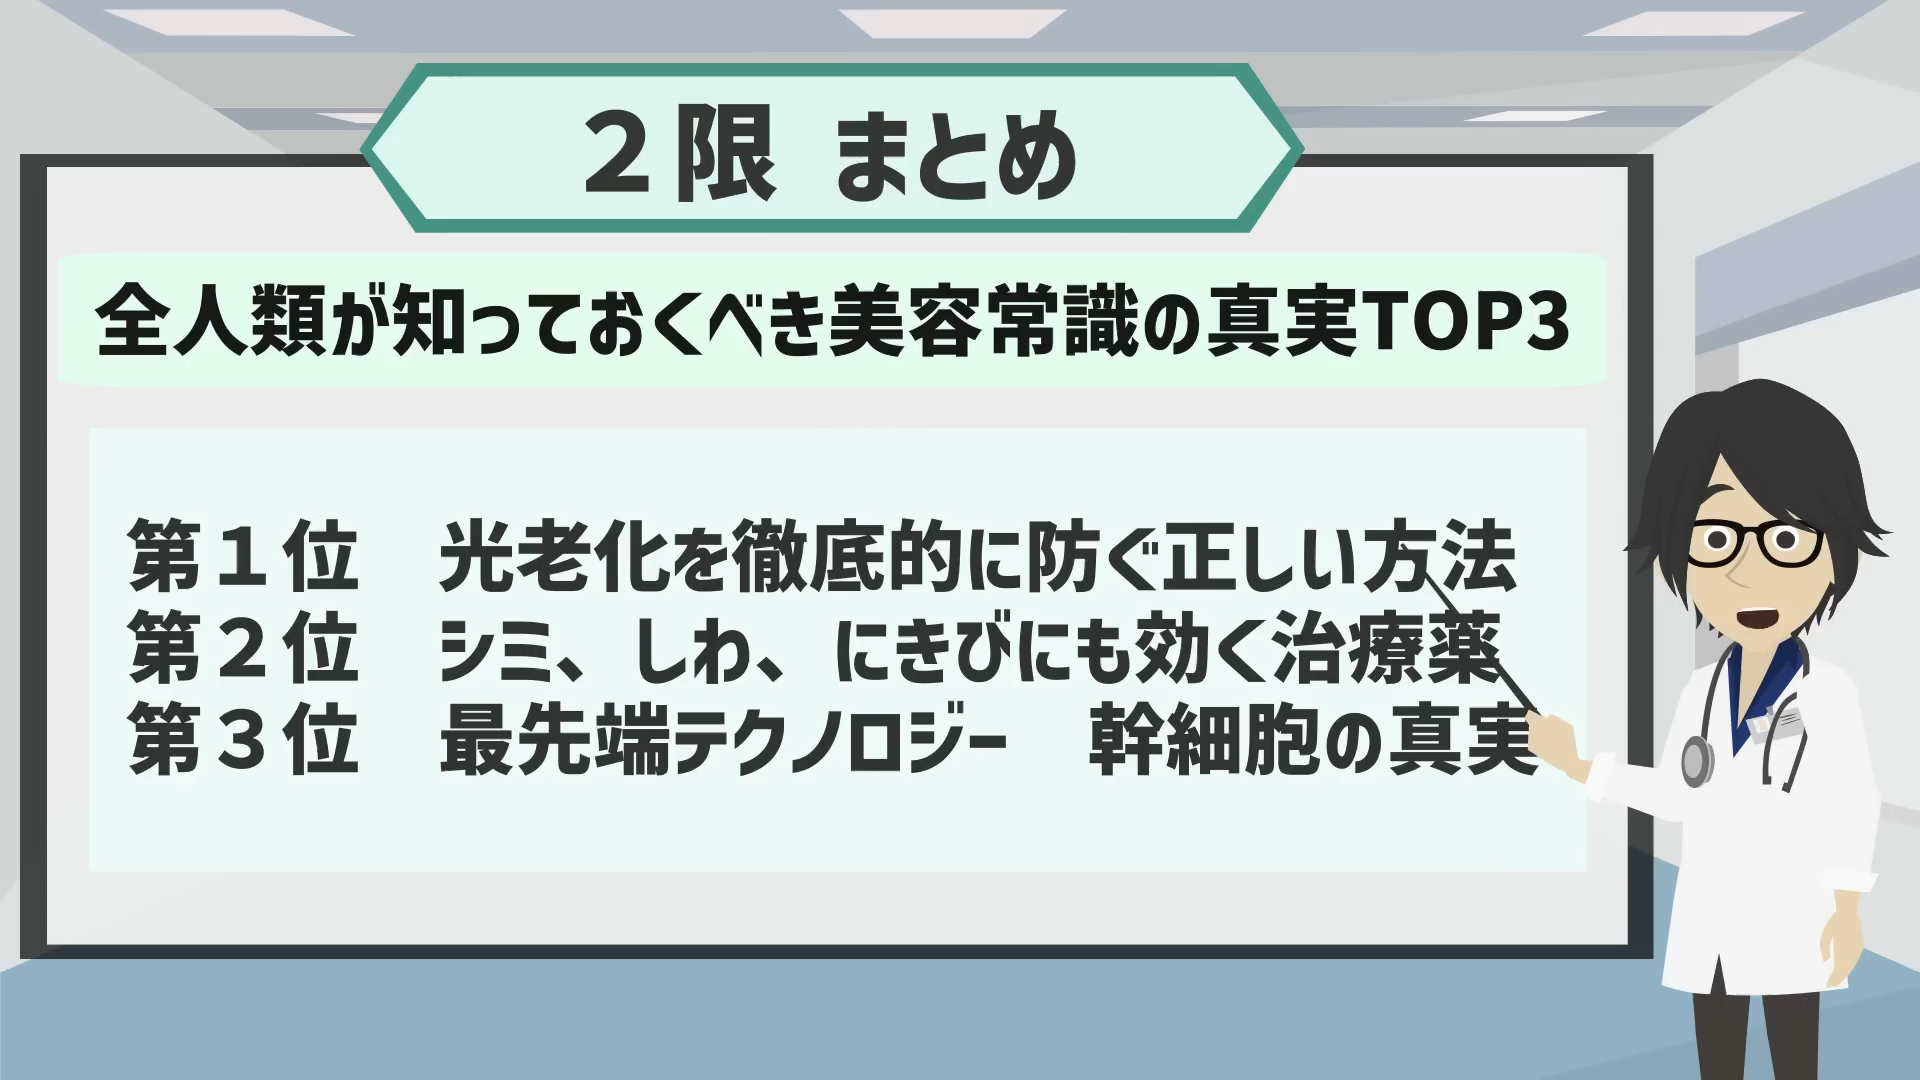 ２限 まとめ
全人類が知っておくべき美容常識の真実TOP3
第１位　光老化を徹底的に防ぐ正しい方法
第２位　シミ、しわ、にきびにも効く治療薬
第３位　最先端テクノロジー　幹細胞の真実